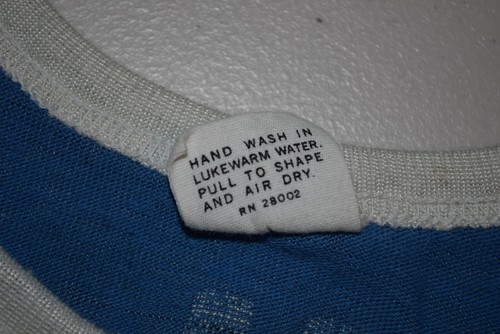 HAND WASH IN
LUKEWARM WATER.
PULL TO SHAPE
AND AIR DRY.
RN 28002